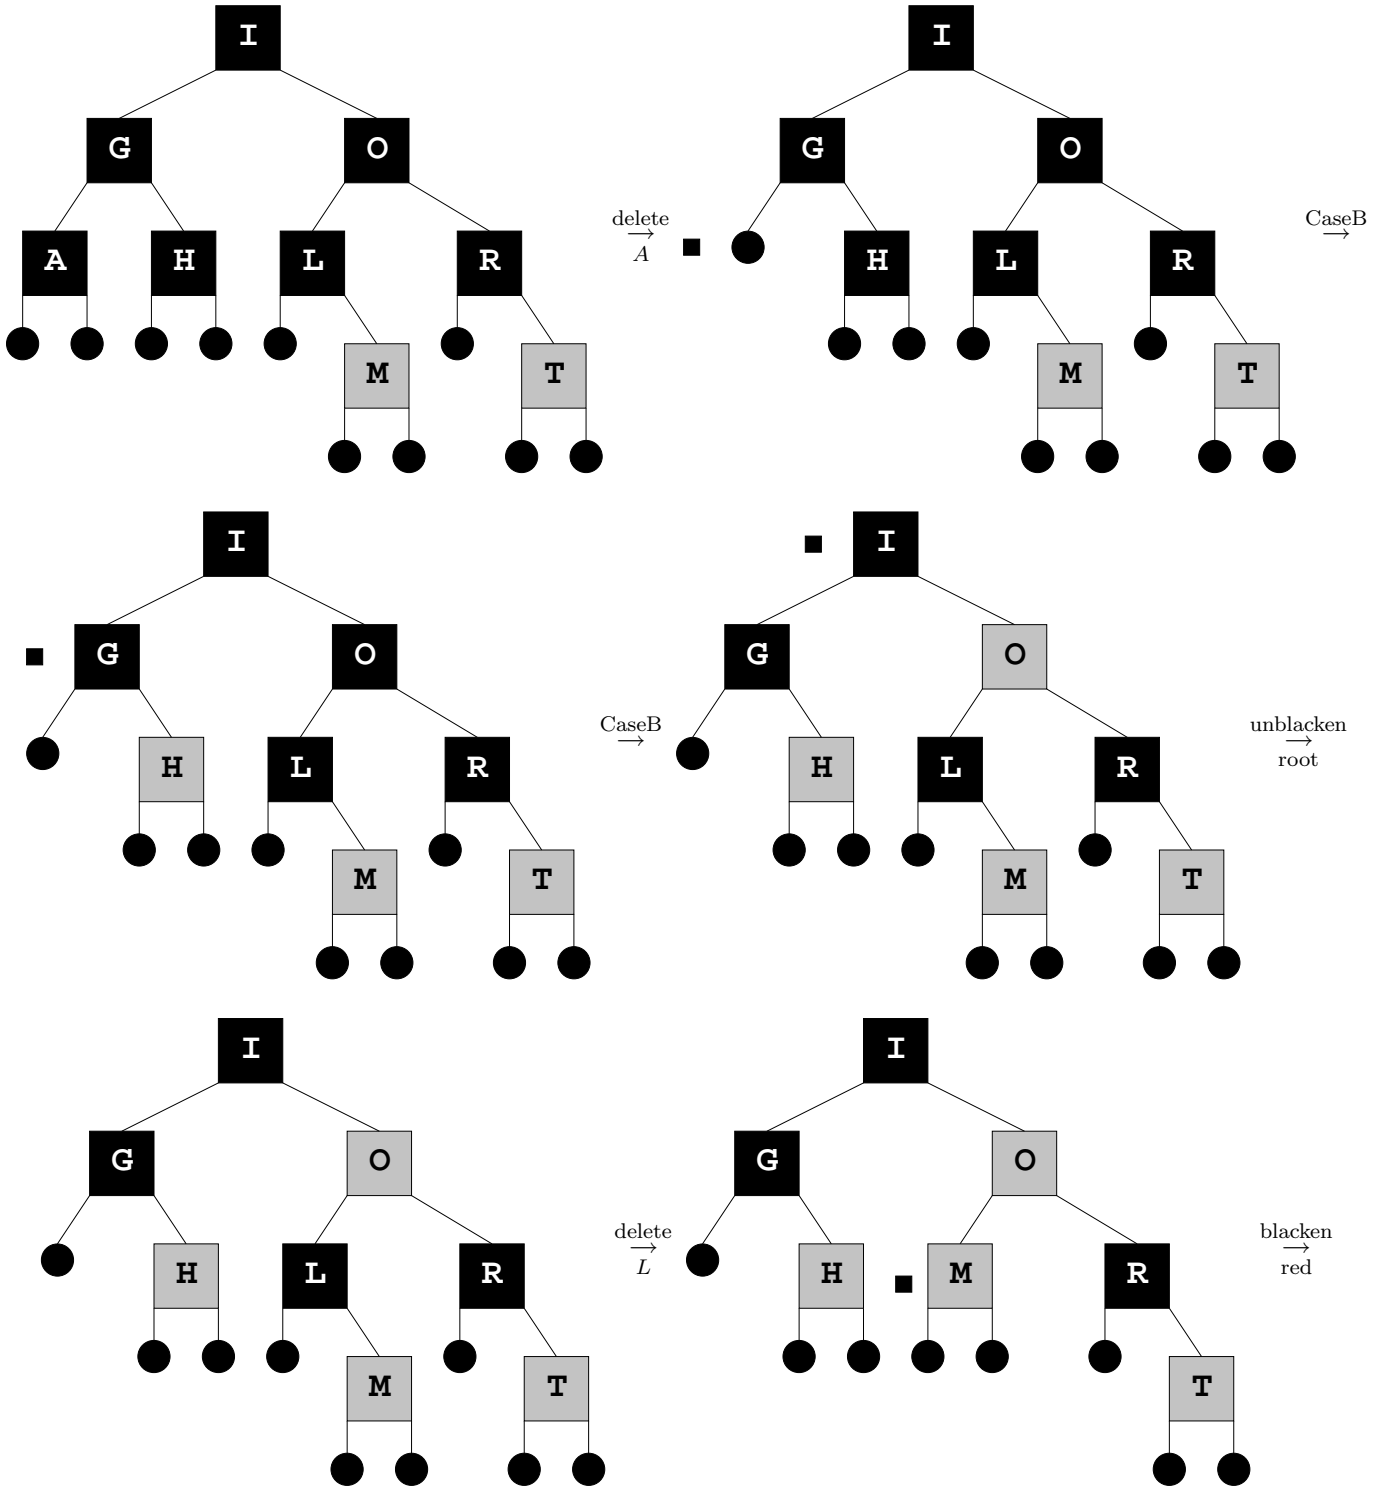 I I
G O G O
delete
→
A
CaseB
→
A H L R H L R
M T M T
I I
G O G O
CaseB
→
unblacken
→
root
H L R H L R
M T M T
I I
G O G O
delete
→
L
blacken
→
red
H L R H M R
M T T